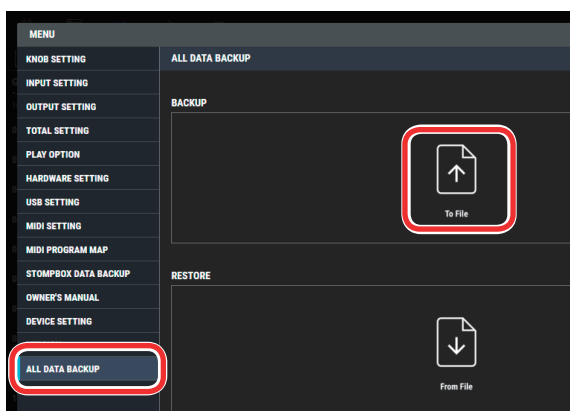 MENU
KNOB SETTING
INPUT SETTING
OUTPUT SETTING
TOTAL SETTING
PLAY OPTION
HARDWARE SETTING
USB SETTING
MIDI SETTING
MIDI PROGRAM MAP
STOMPBOX DATA BACKUP
OWNER'S MANUAL
DEVICE SETTING
ALL DATA BACKUP
ALL DATA BACKUP
BACKUP
To File
RESTORE
From File